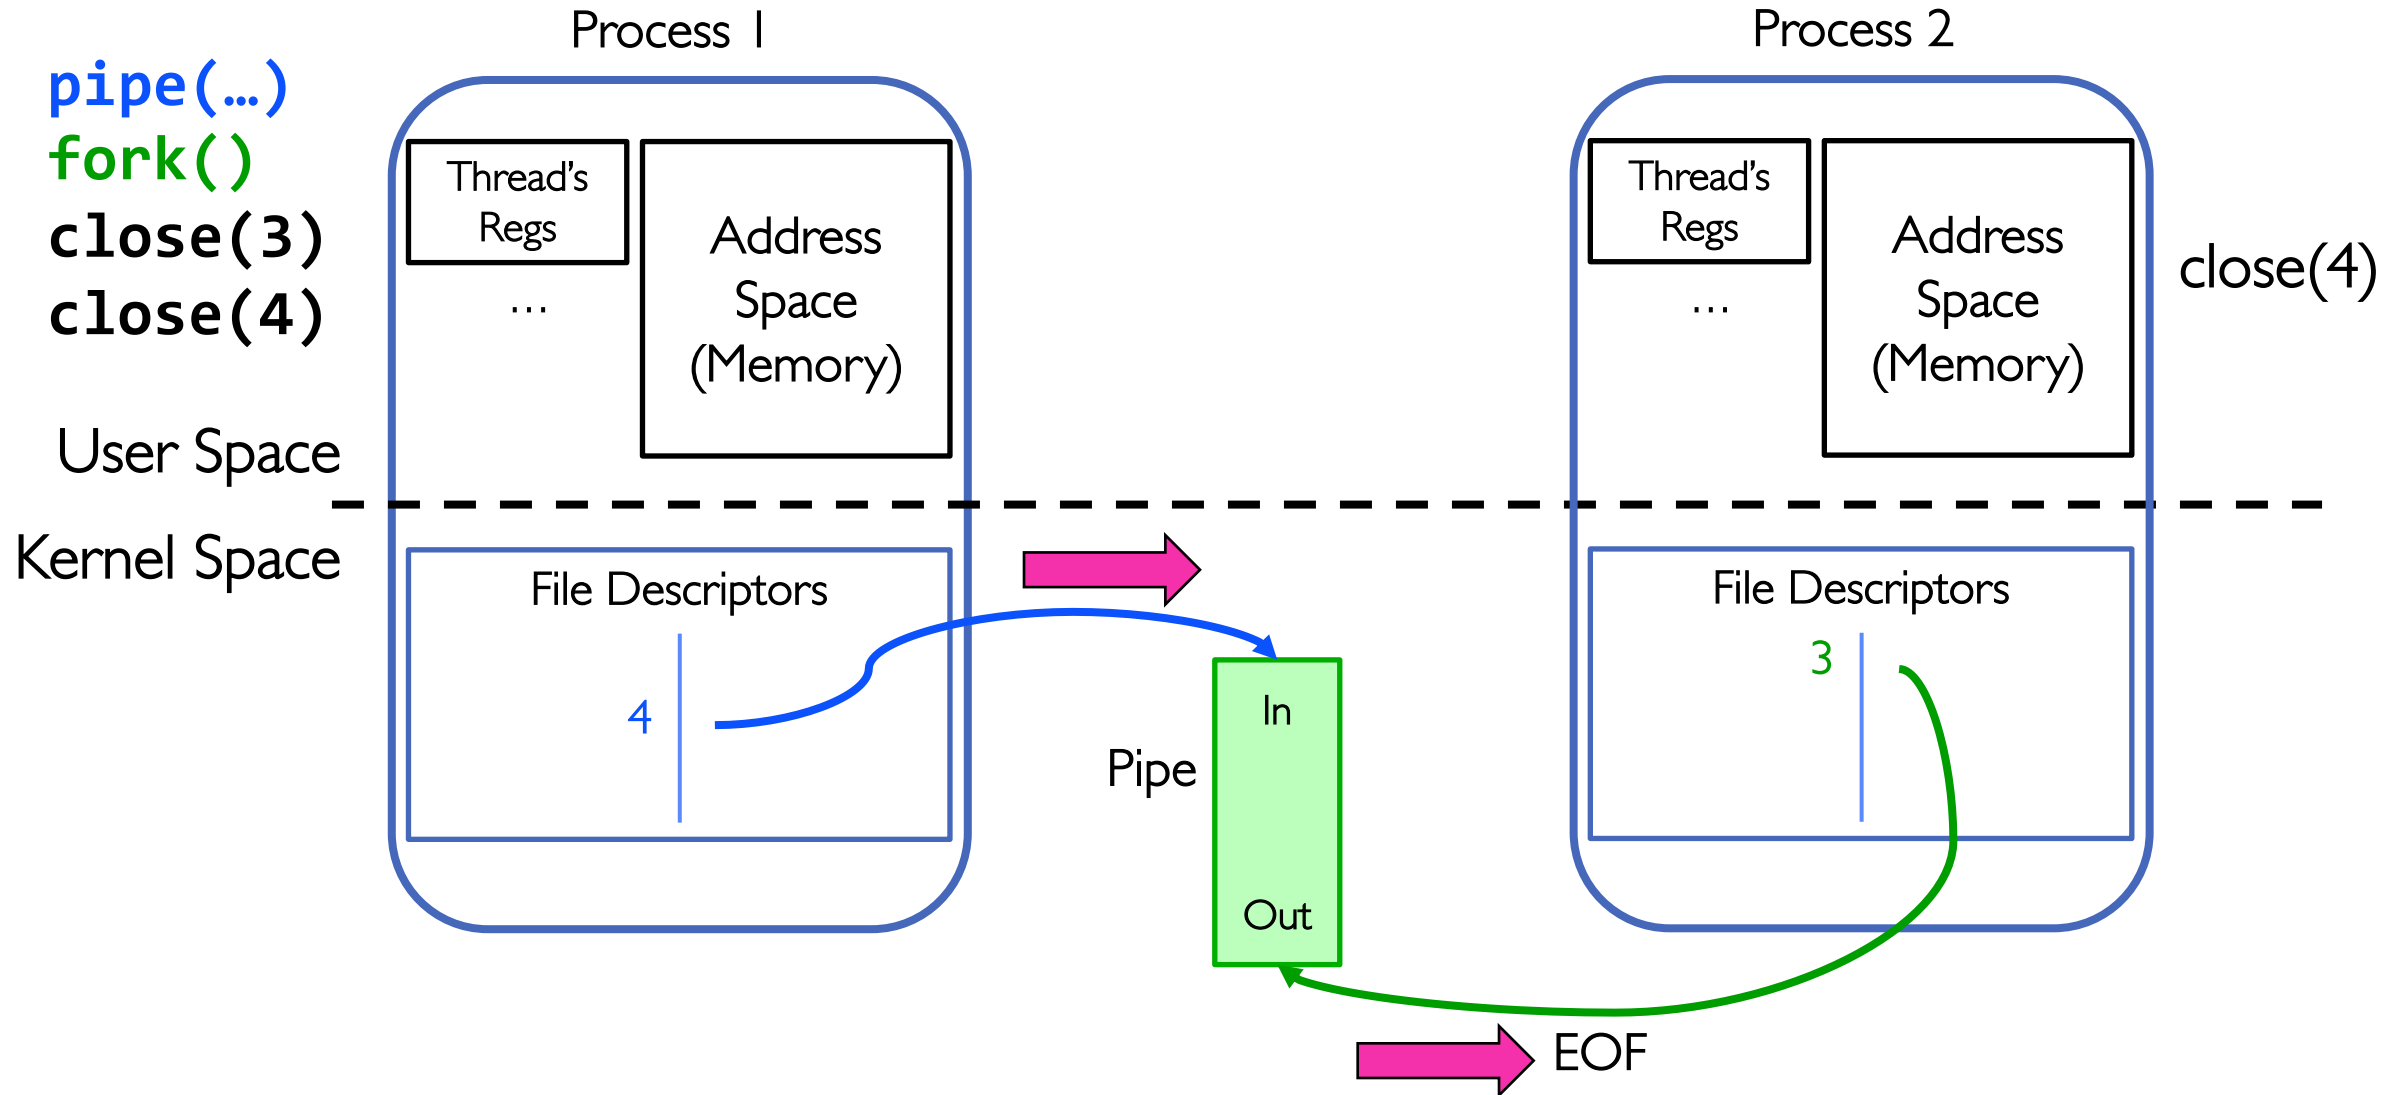 Process 1
Process 2
pipe(…)
fork()
close(3)
close(4)
User Space
Kernel Space
Thread’s
Regs
…
Address
Space
(Memory)
File Descriptors
4
Pipe
In
Out
Thread’s
Regs
…
Address
Space
(Memory)
close(4)
File Descriptors
3
EOF